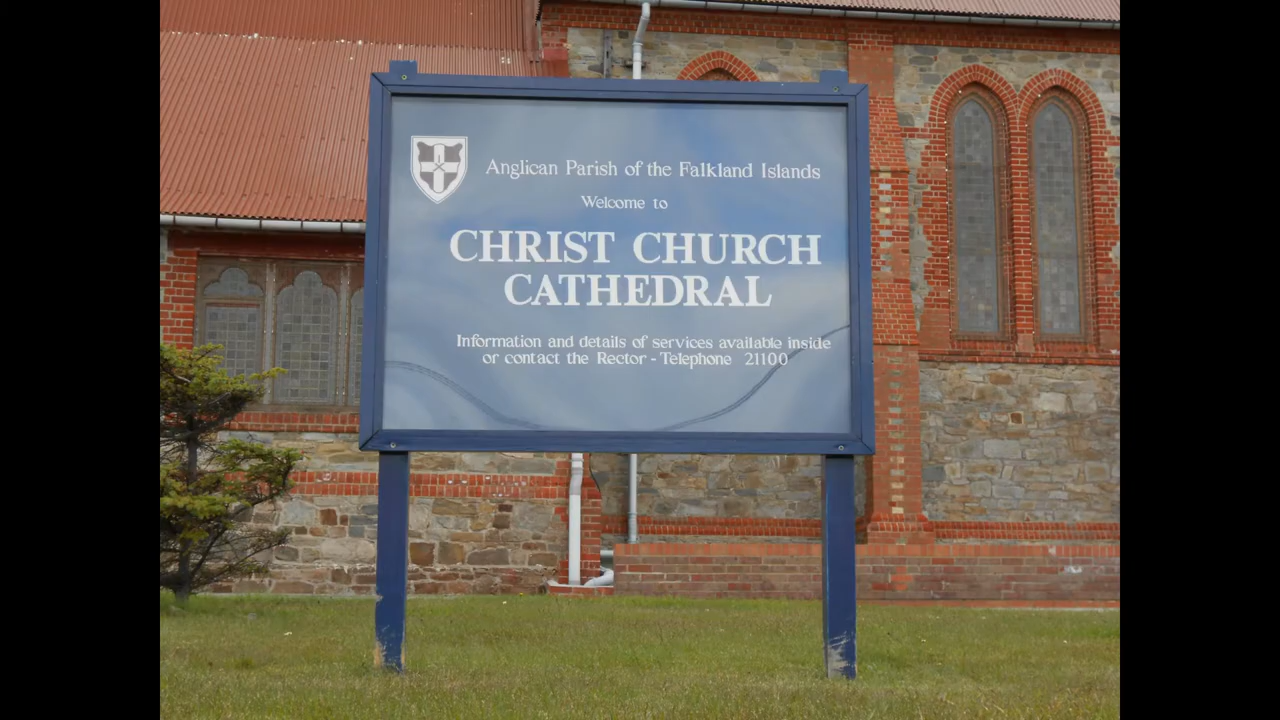 Anglican Parish of the Falkland Islands
Welcome to
CHRIST CHURCH
CATHEDRAL
Information and details of services available inside
or contact the Rector - Telephone 21100